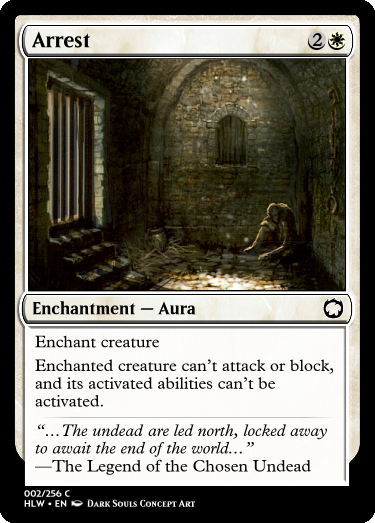 Arrest 2
Enchantment — Aura
Enchant creature
Enchanted creature can't attack or block,
and its activated abilities can't be
activated.
“…The undead are led north, locked away
to await the end of the world…”
—The Legend of the Chosen Undead
002/256 C
HLW • EN Dark Souls Concept Art